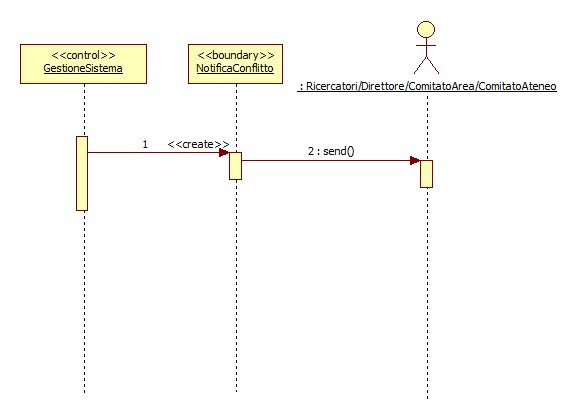 <<control>>
GestioneSistema
<<boundary>>
NotificaConflitto
: Ricercatori/Direttore/ComitatoArea/ComitatoAteneo
1 <<create>>
2 : send()